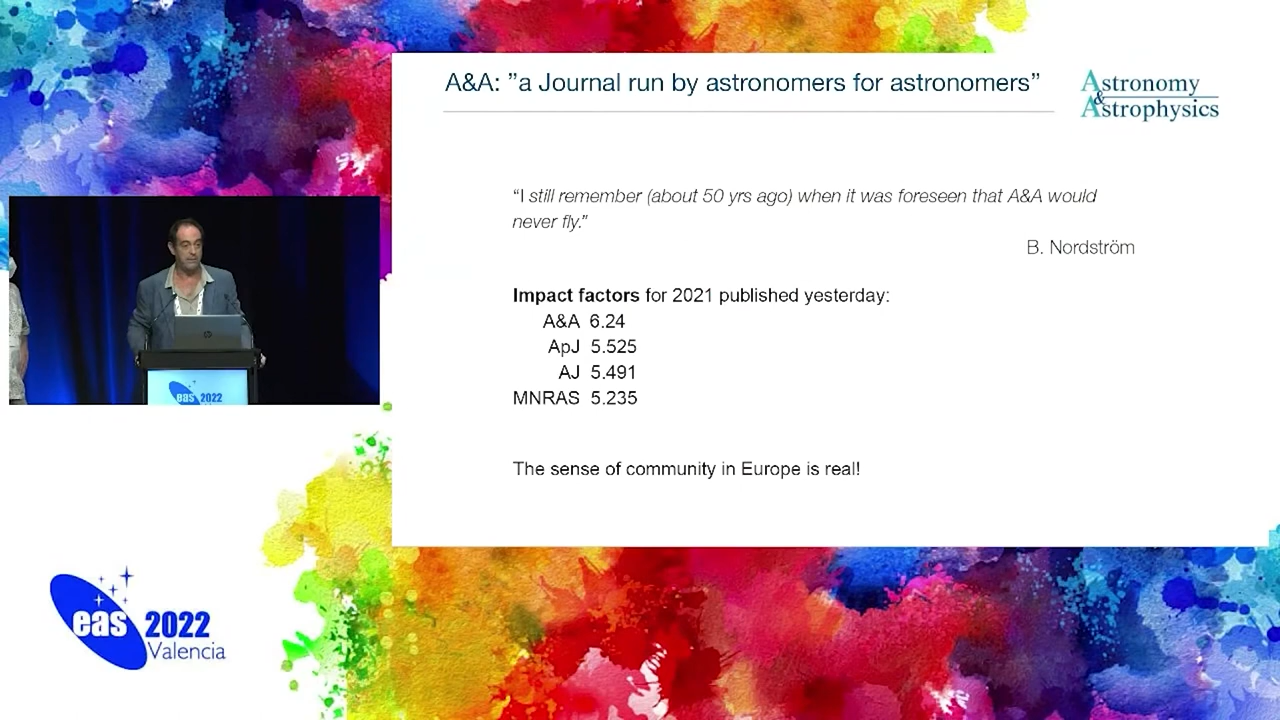 A&A: ”a Journal run by astronomers for astronomers”
Astronomy
&
Astrophysics
“I still remember (about 50 yrs ago) when it was foreseen that A&A would
never fly.”
B. Nordström
Impact factors for 2021 published yesterday:
A&A 6.24
ApJ 5.525
AJ 5.491
MNRAS 5.235
The sense of community in Europe is real!
eas 2022
eas 2022
Valencia